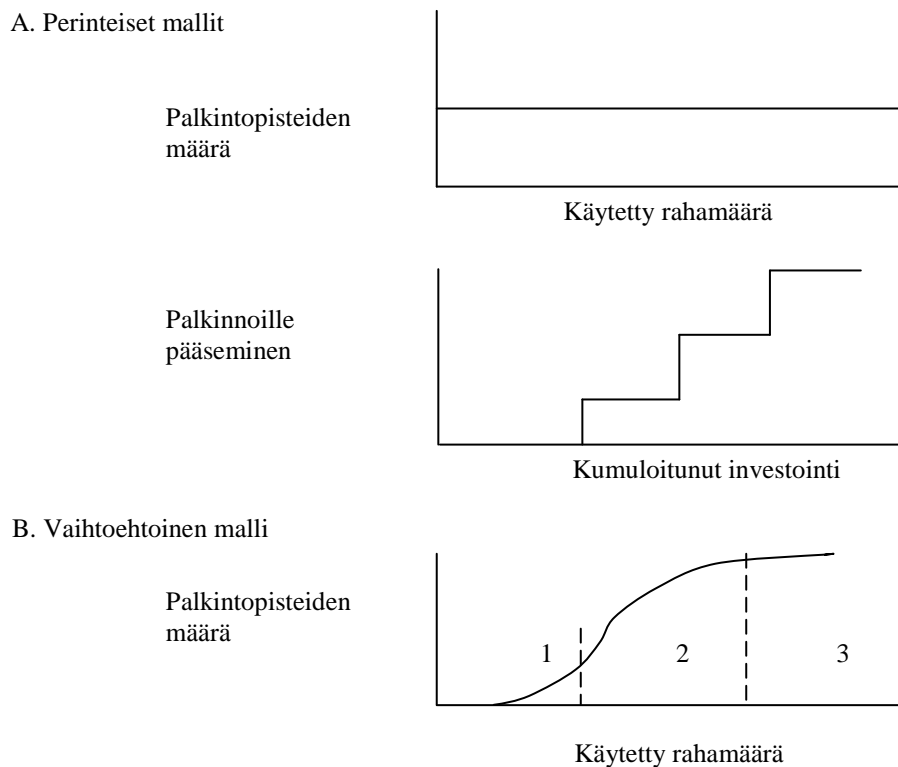 A. Perinteiset mallit
Palkintopisteiden
määrä
Käytetty rahamäärä
Palkinnoille
pääseminen
Kumuloitunut investointi
B. Vaihtoehtoinen malli
Palkintopisteiden
määrä
1 2 3
Käytetty rahamäärä